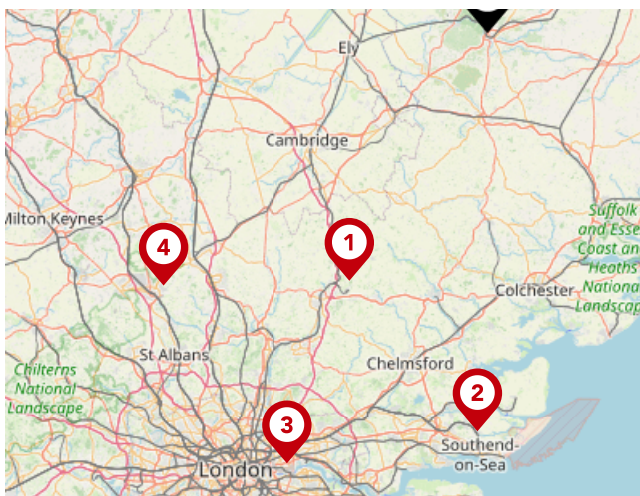 Ely
Cambridge
Milton Keynes
Suffolk
and Esse
Coast an
Heaths
Nationa
Landscap
4
1
Colchester
St Albans
Chelmsford
Chilterns
National
Landscape
2
3
Southend-
on-Sea
London